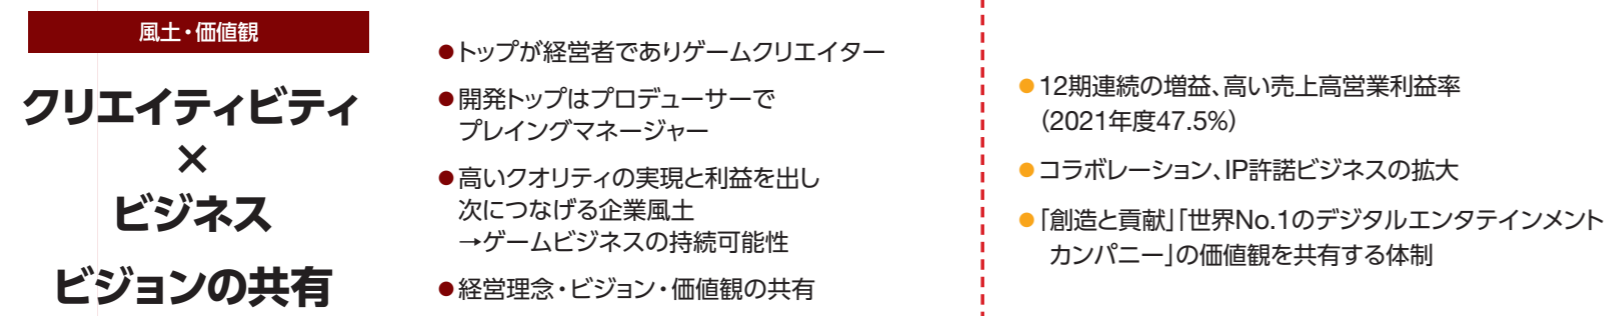 風土・価値観
クリエイティビティ
×
ビジネス
ビジョンの共有
●トップが経営者でありゲームクリエイター
●開発トップはプロデューサーで
プレイングマネージャー
●高いクオリティの実現と利益を出し
次につなげる企業風土
→ゲームビジネスの持続可能性
●経営理念・ビジョン・価値観の共有
●12期連続の増益、高い売上高営業利益率
（2021年度47.5%）
●コラボレーション、IP許諾ビジネスの拡大
●「創造と貢献」「世界No.1のデジタルエンタテインメント
カンパニー」の価値観を共有する体制